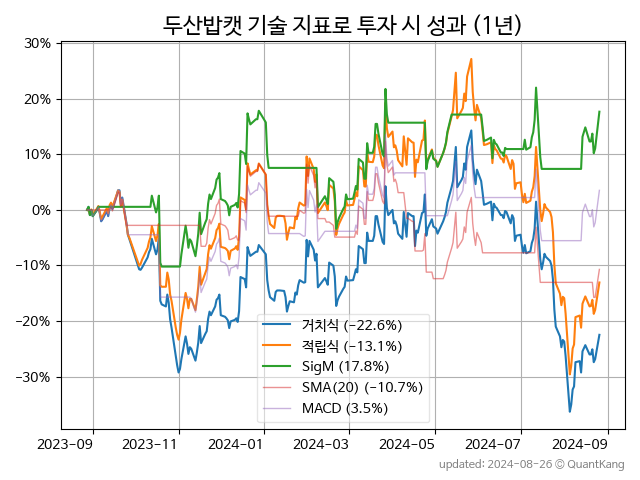 두산밥캣 기술 지표로 투자 시 성과 (1년)
30%
20%
10%
0%
−10%
−20%
−30%
거치식 (−22.6%)
적립식 (−13.1%)
SigM (17.8%)
SMA(20) (−10.7%)
MACD (3.5%)
2023-09 2023-11 2024-01 2024-03 2024-05 2024-07 2024-09
updated: 2024-08-26 © QuantKang